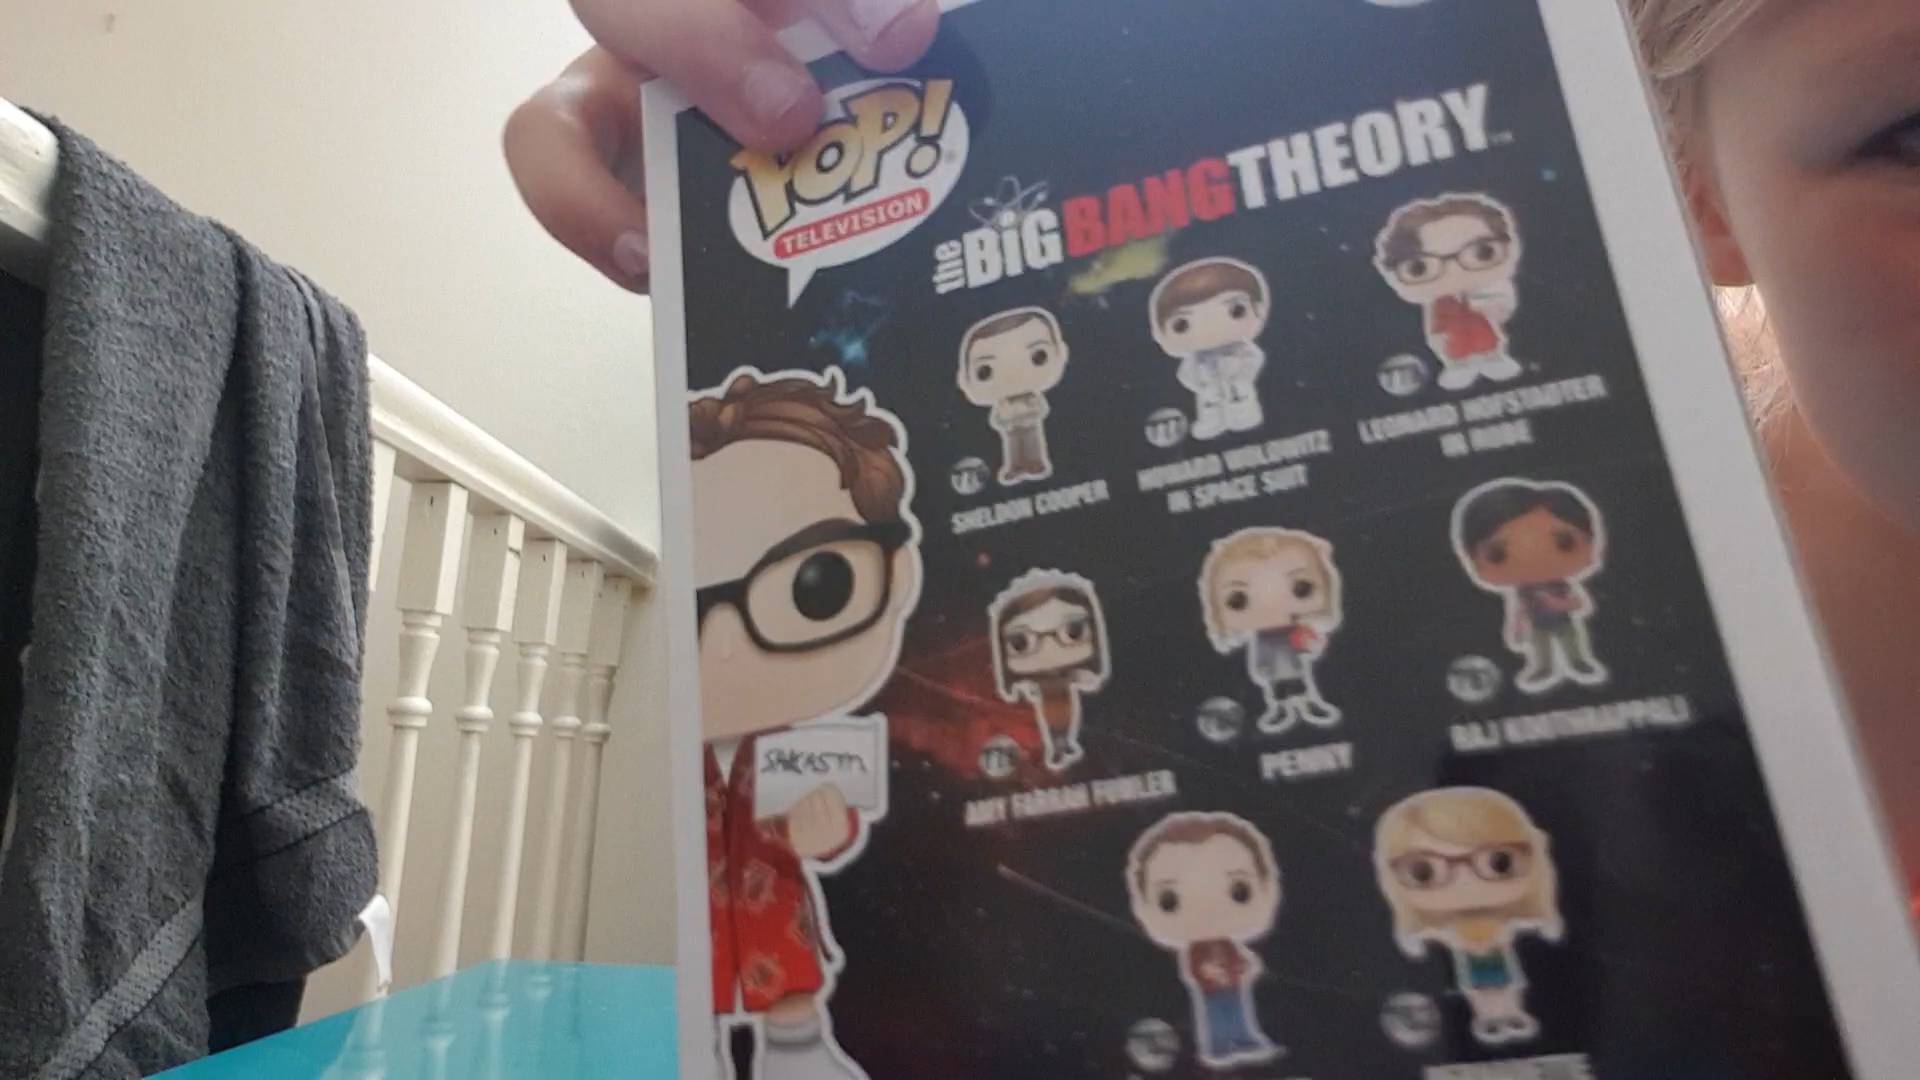 POP!
TELEVISION
the BiG BANG THEORY™
SHELDON COOPER
HOWARD WOLOWITZ
IN SPACE SUIT
LEONARD HOFSTADTER
IN ROBE
AMY FARRAH FOWLER
PENNY
RAJ KOOTHRAPPALI
SARCASM